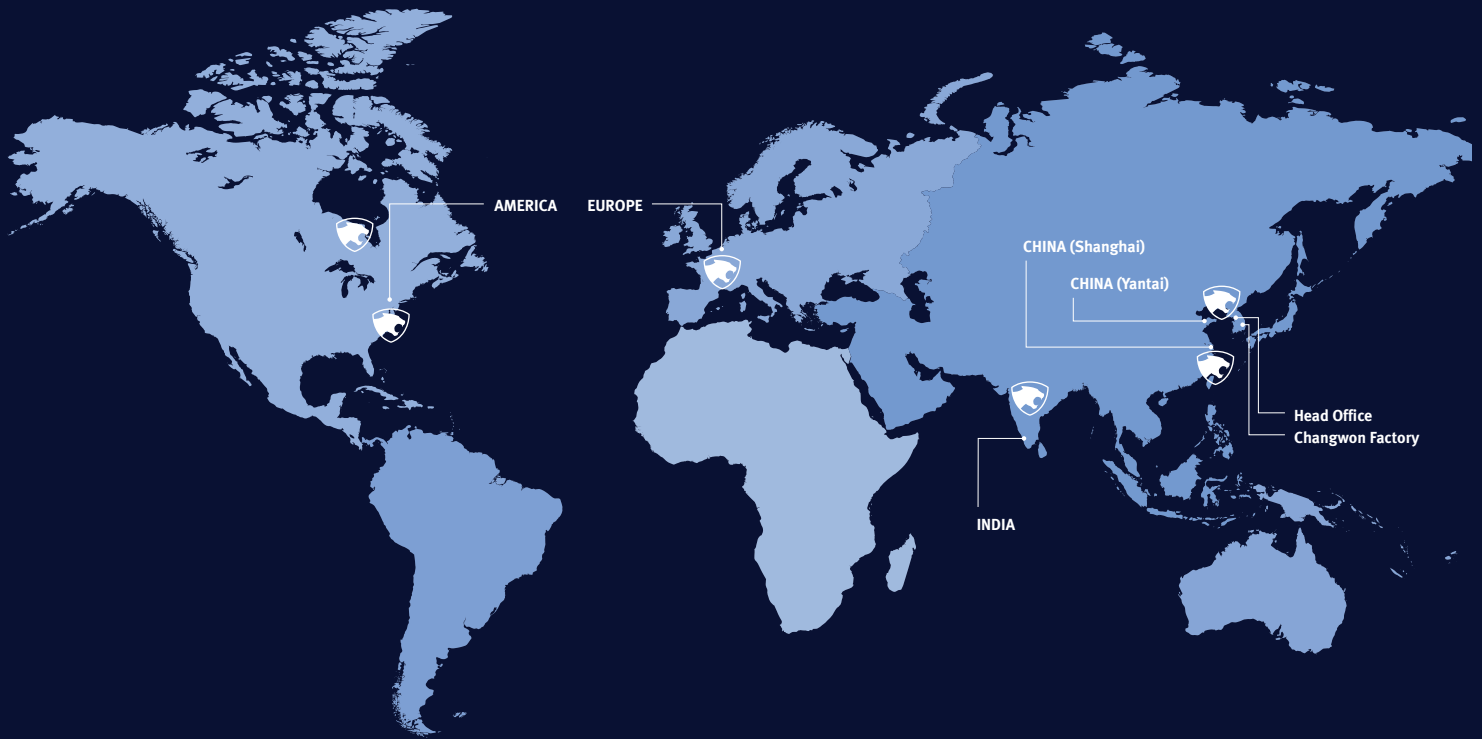 AMERICA
EUROPE
CHINA (Shanghai)
CHINA (Yantai)
Head Office
Changwon Factory
INDIA